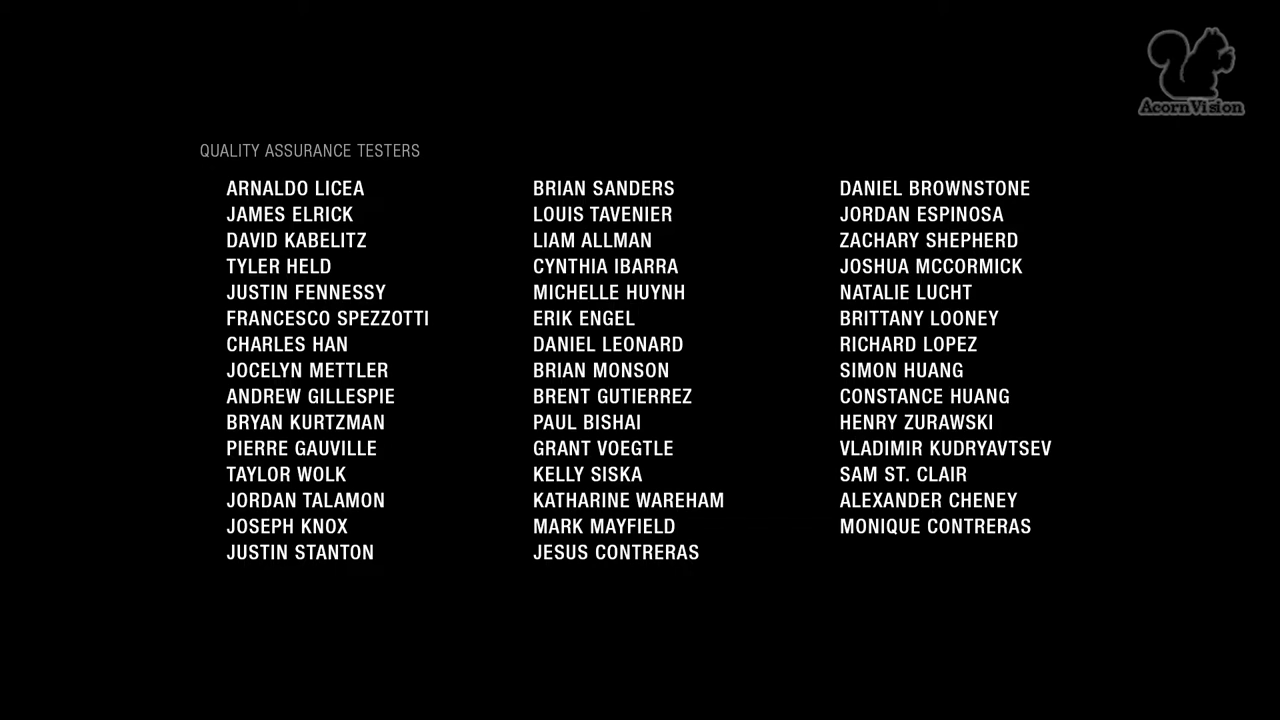 AcornVision
QUALITY ASSURANCE TESTERS
ARNALDO LICEA
JAMES ELRICK
DAVID KABELITZ
TYLER HELD
JUSTIN FENNESSY
FRANCESCO SPEZZOTTI
CHARLES HAN
JOCELYN METTLER
ANDREW GILLESPIE
BRYAN KURTZMAN
PIERRE GAUVILLE
TAYLOR WOLK
JORDAN TALAMON
JOSEPH KNOX
JUSTIN STANTON
BRIAN SANDERS
LOUIS TAVENIER
LIAM ALLMAN
CYNTHIA IBARRA
MICHELLE HUYNH
ERIK ENGEL
DANIEL LEONARD
BRIAN MONSON
BRENT GUTIERREZ
PAUL BISHAI
GRANT VOEGTLE
KELLY SISKA
KATHARINE WAREHAM
MARK MAYFIELD
JESUS CONTRERAS
DANIEL BROWNSTONE
JORDAN ESPINOSA
ZACHARY SHEPHERD
JOSHUA MCCORMICK
NATALIE LUCHT
BRITTANY LOONEY
RICHARD LOPEZ
SIMON HUANG
CONSTANCE HUANG
HENRY ZURAWSKI
VLADIMIR KUDRYAVTSEV
SAM ST. CLAIR
ALEXANDER CHENEY
MONIQUE CONTRERAS